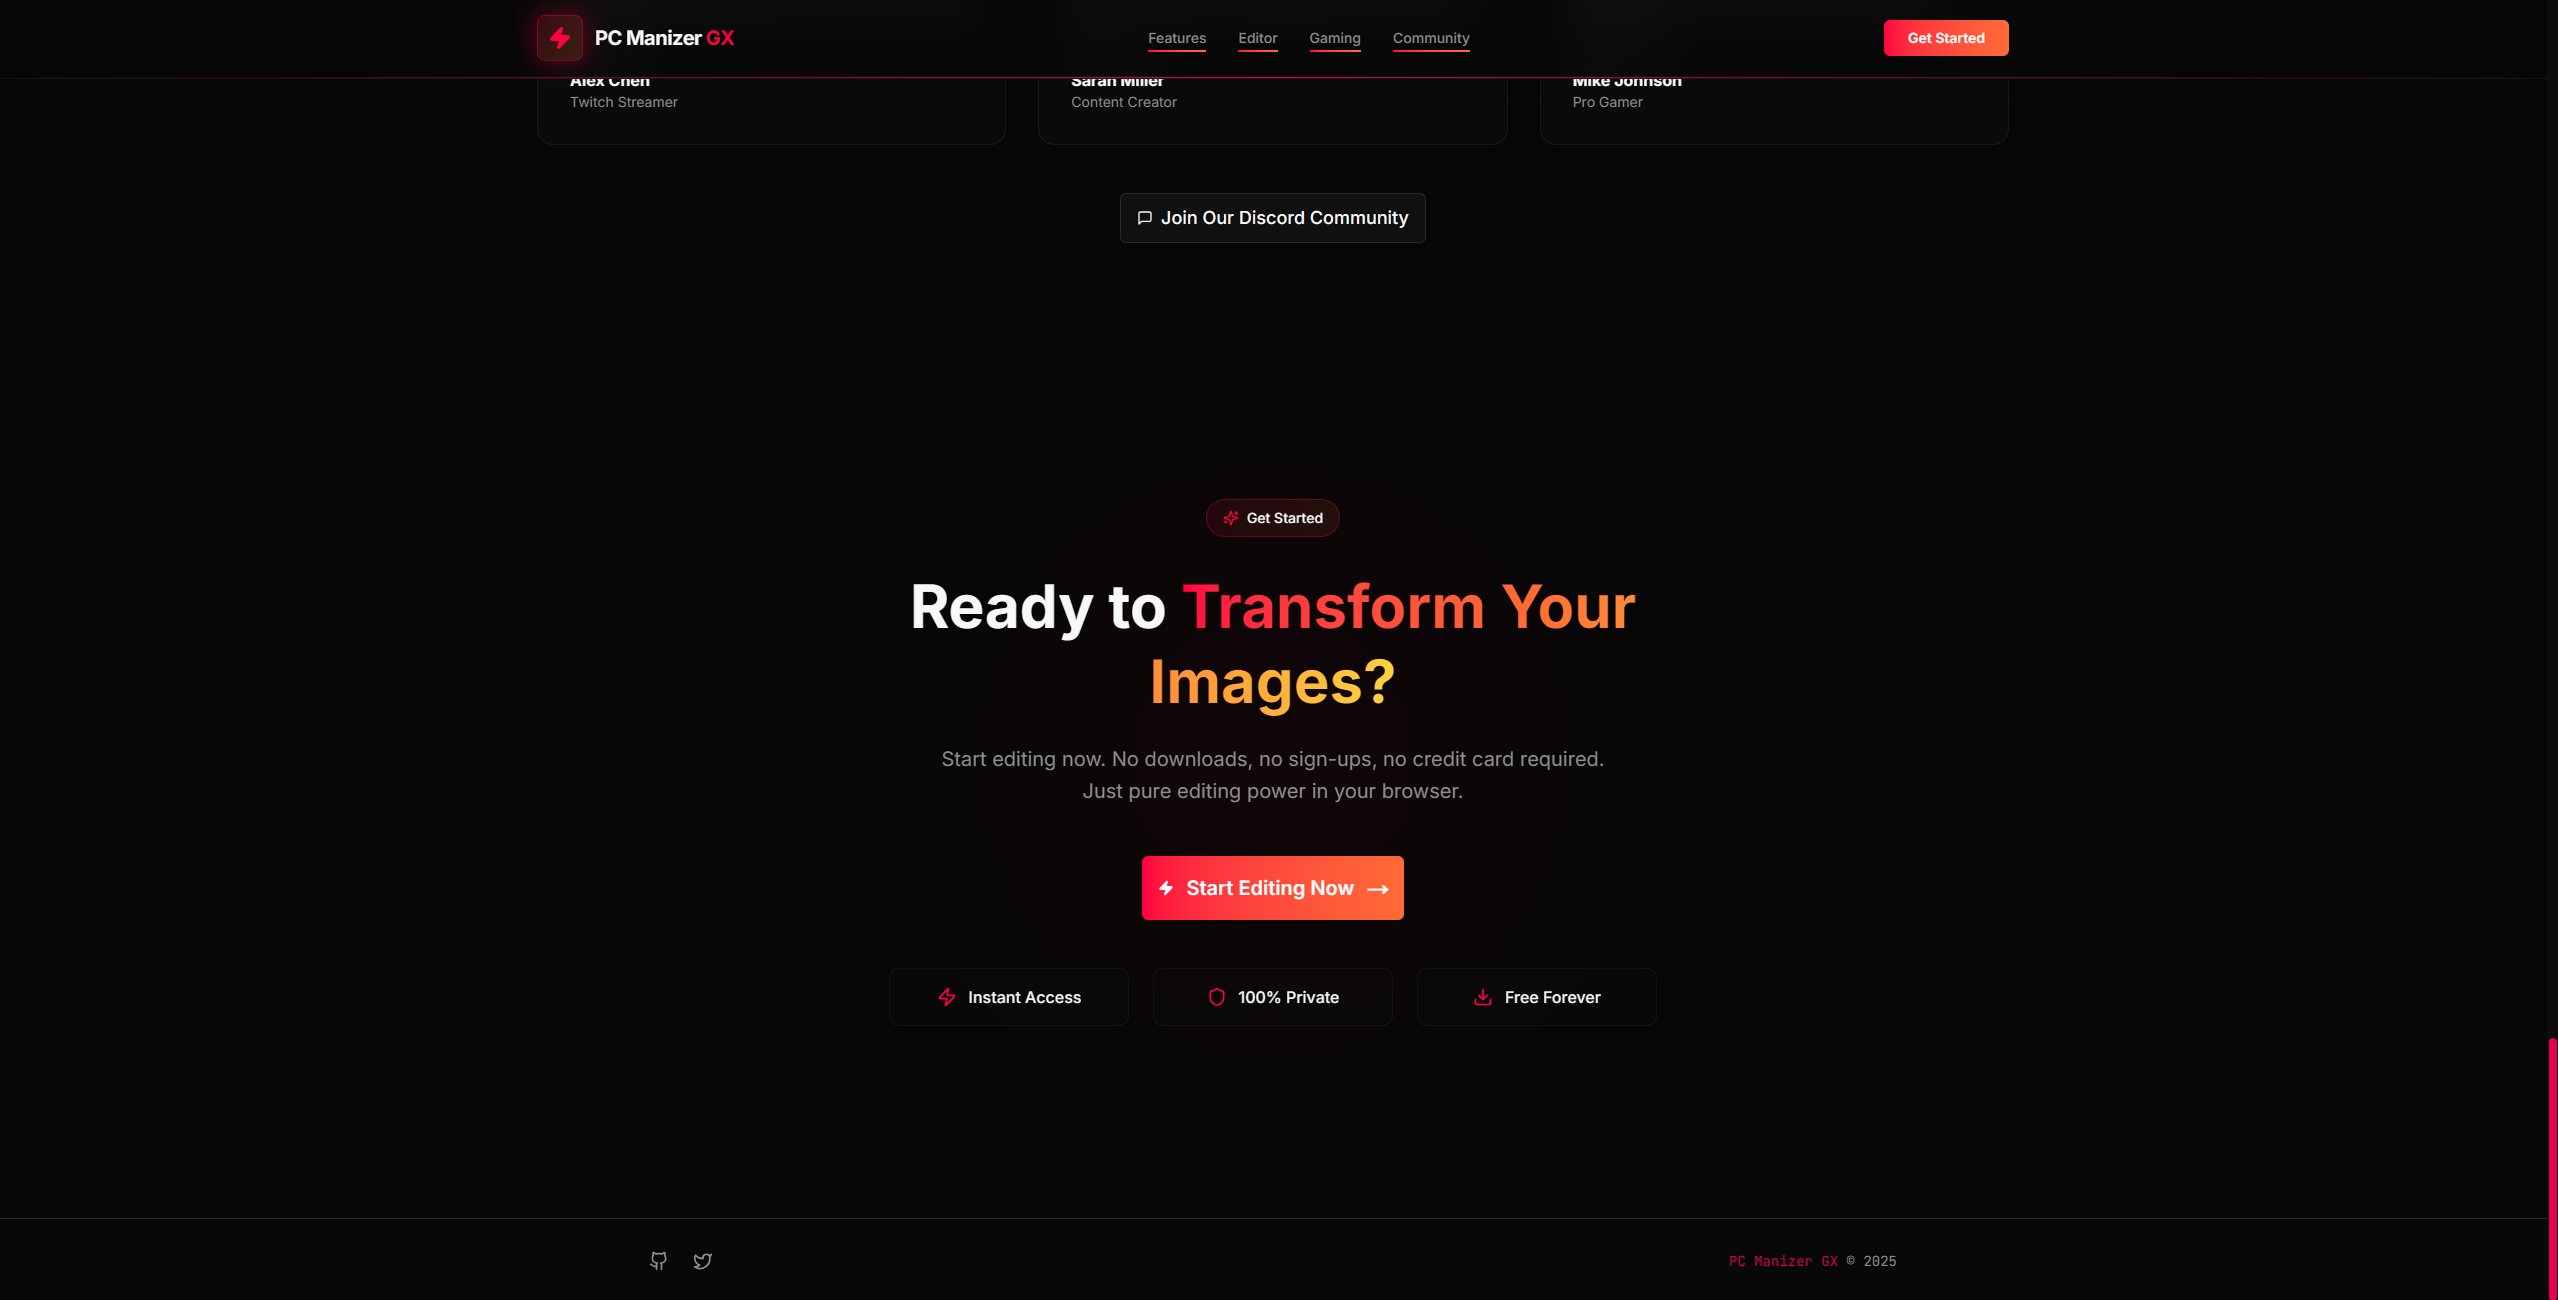 PC Manizer GX
Features
Editor
Gaming
Community
Get Started
Alex Chen
Twitch Streamer
Sarah Miller
Content Creator
Mike Johnson
Pro Gamer
Join Our Discord Community
Get Started
Ready to Transform Your
Images?
Start editing now. No downloads, no sign-ups, no credit card required.
Just pure editing power in your browser.
Start Editing Now →
Instant Access
100% Private
Free Forever
PC Manizer GX © 2025